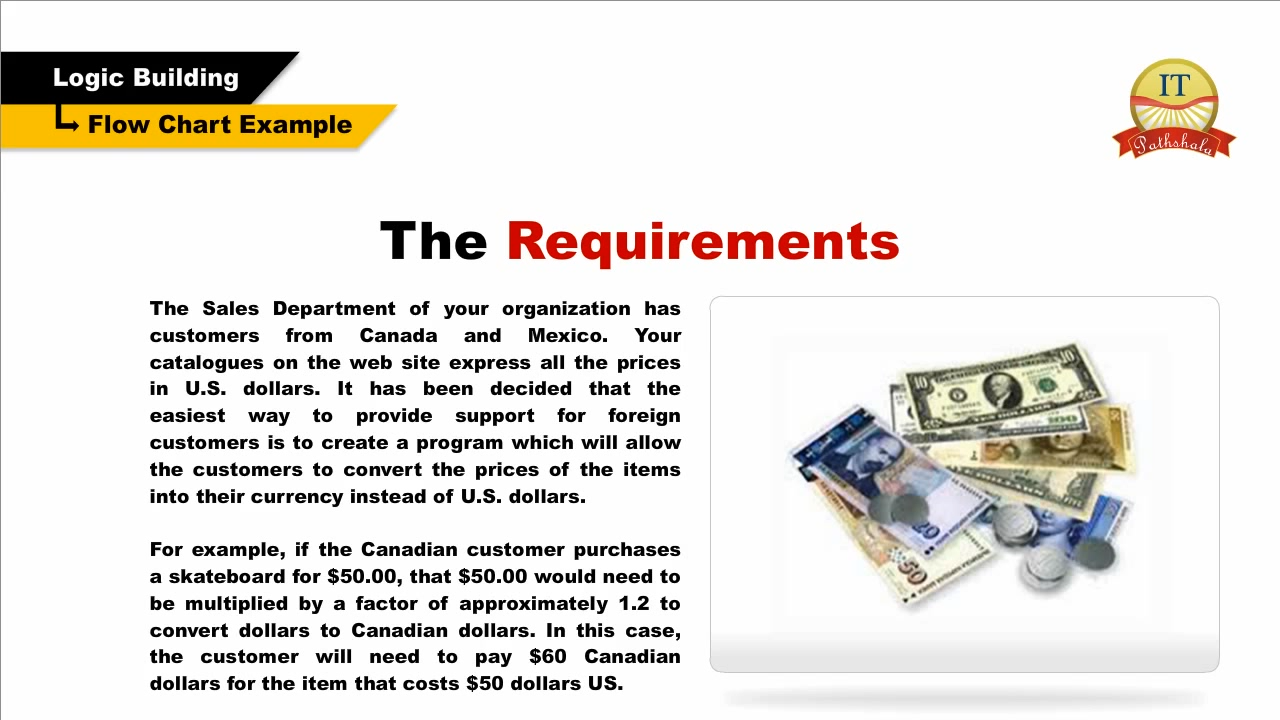 Logic Building
Flow Chart Example
IT
Pathshala
The Requirements
The Sales Department of your organization has
customers from Canada and Mexico. Your
catalogues on the web site express all the prices
in U.S. dollars. It has been decided that the
easiest way to provide support for foreign
customers is to create a program which will allow
the customers to convert the prices of the items
into their currency instead of U.S. dollars.
For example, if the Canadian customer purchases
a skateboard for $50.00, that $50.00 would need to
be multiplied by a factor of approximately 1.2 to
convert dollars to Canadian dollars. In this case,
the customer will need to pay $60 Canadian
dollars for the item that costs $50 dollars US.
10
10
20
50